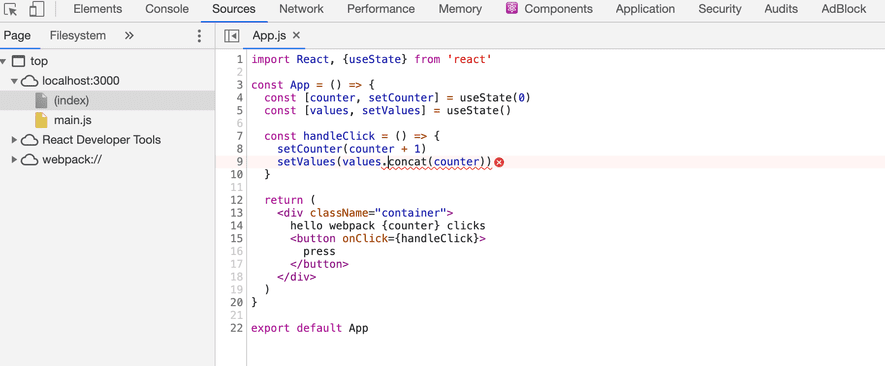 Elements Console Sources Network Performance Memory Components Application Security Audits AdBlock
Page Filesystem » App.js ×
top
localhost:3000
(index)
main.js
React Developer Tools
webpack://
1 import React, {useState} from 'react'
2
3 const App = () => {
4 const [counter, setCounter] = useState(0)
5 const [values, setValues] = useState()
6
7 const handleClick = () => {
8 setCounter(counter + 1)
9 setValues(values.concat(counter))
10 }
11
12 return (
13 <div className="container">
14 hello webpack {counter} clicks
15 <button onClick={handleClick}>
16 press
17 </button>
18 </div>
19 )
20 }
21
22 export default App